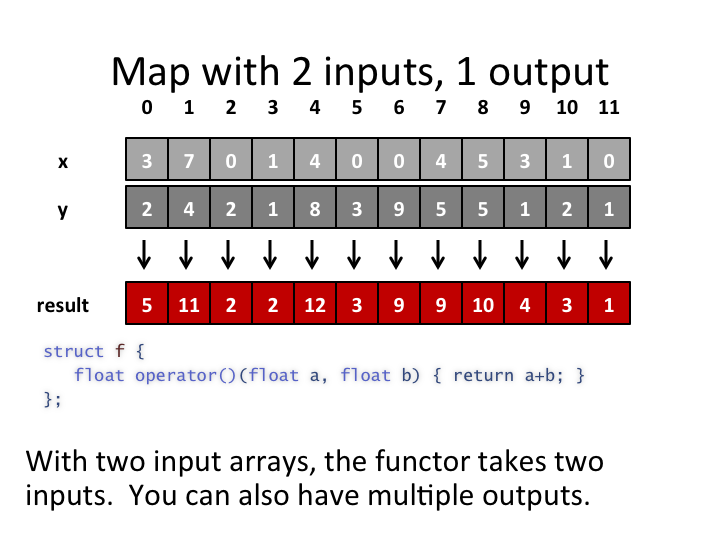 Map with 2 inputs, 1 output
0 1 2 3 4 5 6 7 8 9 10 11
x 3 7 0 1 4 0 0 4 5 3 1 0
y 2 4 2 1 8 3 9 5 5 1 2 1
result 5 11 2 2 12 3 9 9 10 4 3 1
struct f {
float operator()(float a, float b) { return a+b; }
};
With two input arrays, the functor takes two
inputs.  You can also have multiple outputs.